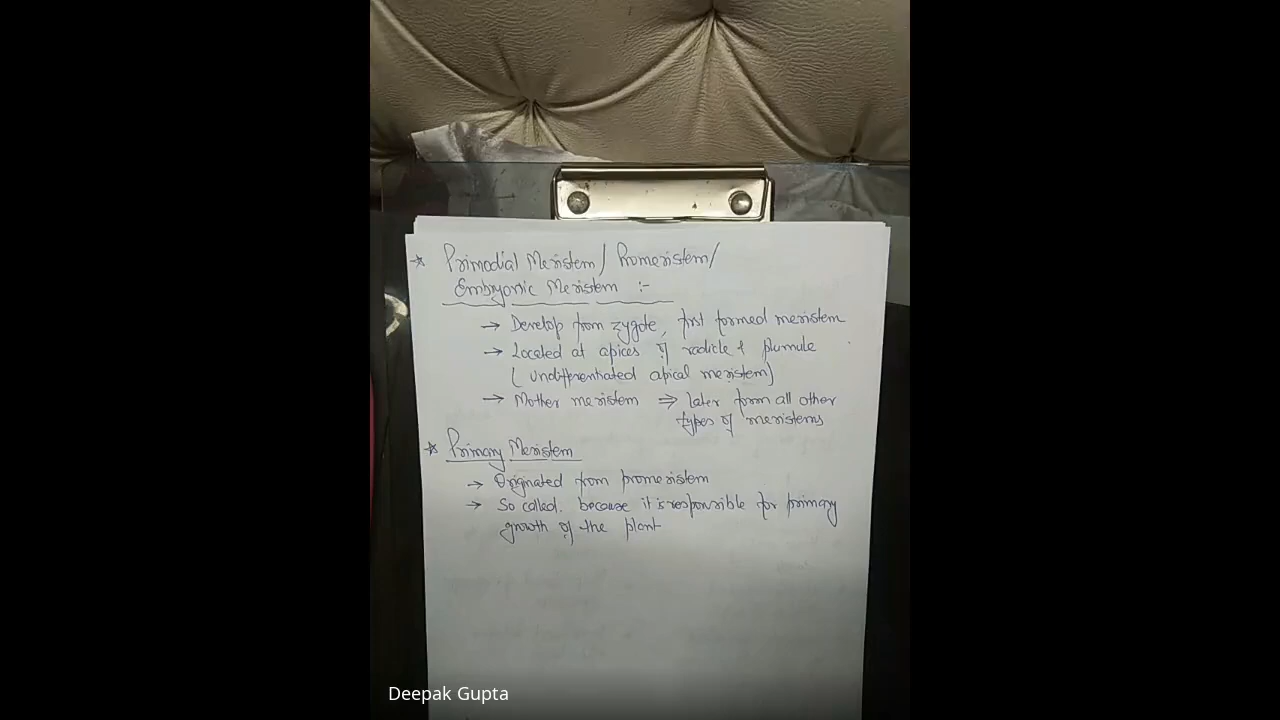 * Primodial Meristem/ Promeristem/
Embryonic Meristem :-
→ Develop from zygote, first formed meristem
→ Located at apices of radicle & plumule
( undifferentiated apical meristem)
→ Mother meristem ⇒ later form all other
types of meristems
* Primary Meristem
→ Originated from promeristem
→ So called. because it is responsible for primary
growth of the plant
Deepak Gupta